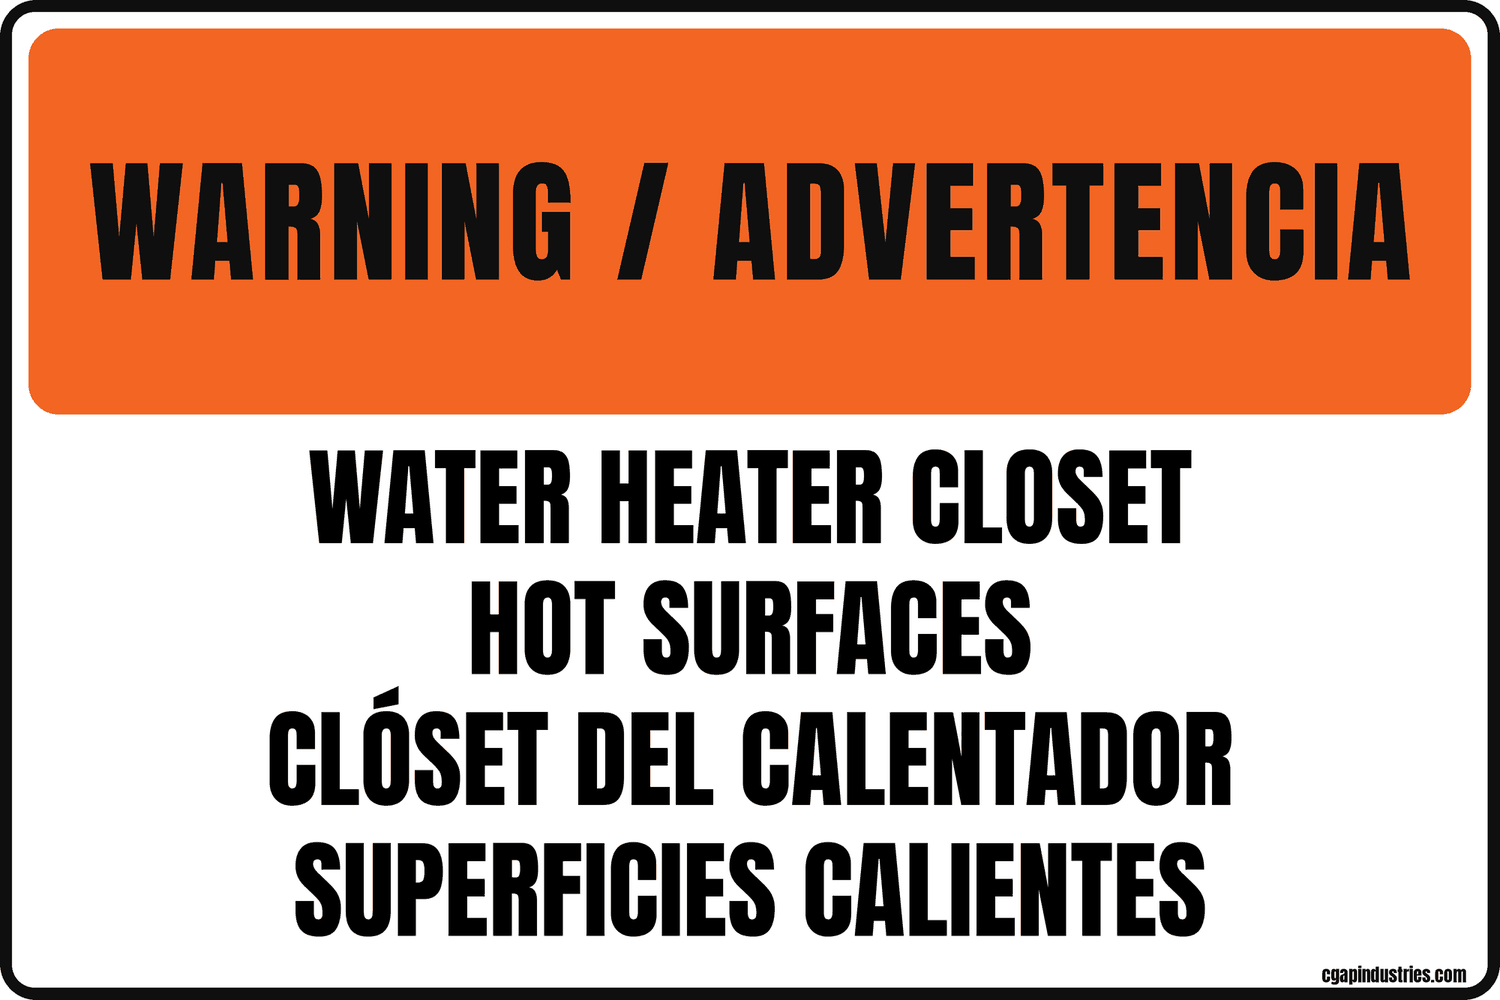 WARNING / ADVERTENCIA
WATER HEATER CLOSET
HOT SURFACES
CLÓSET DEL CALENTADOR
SUPERFICIES CALIENTES
cgapindustries.com